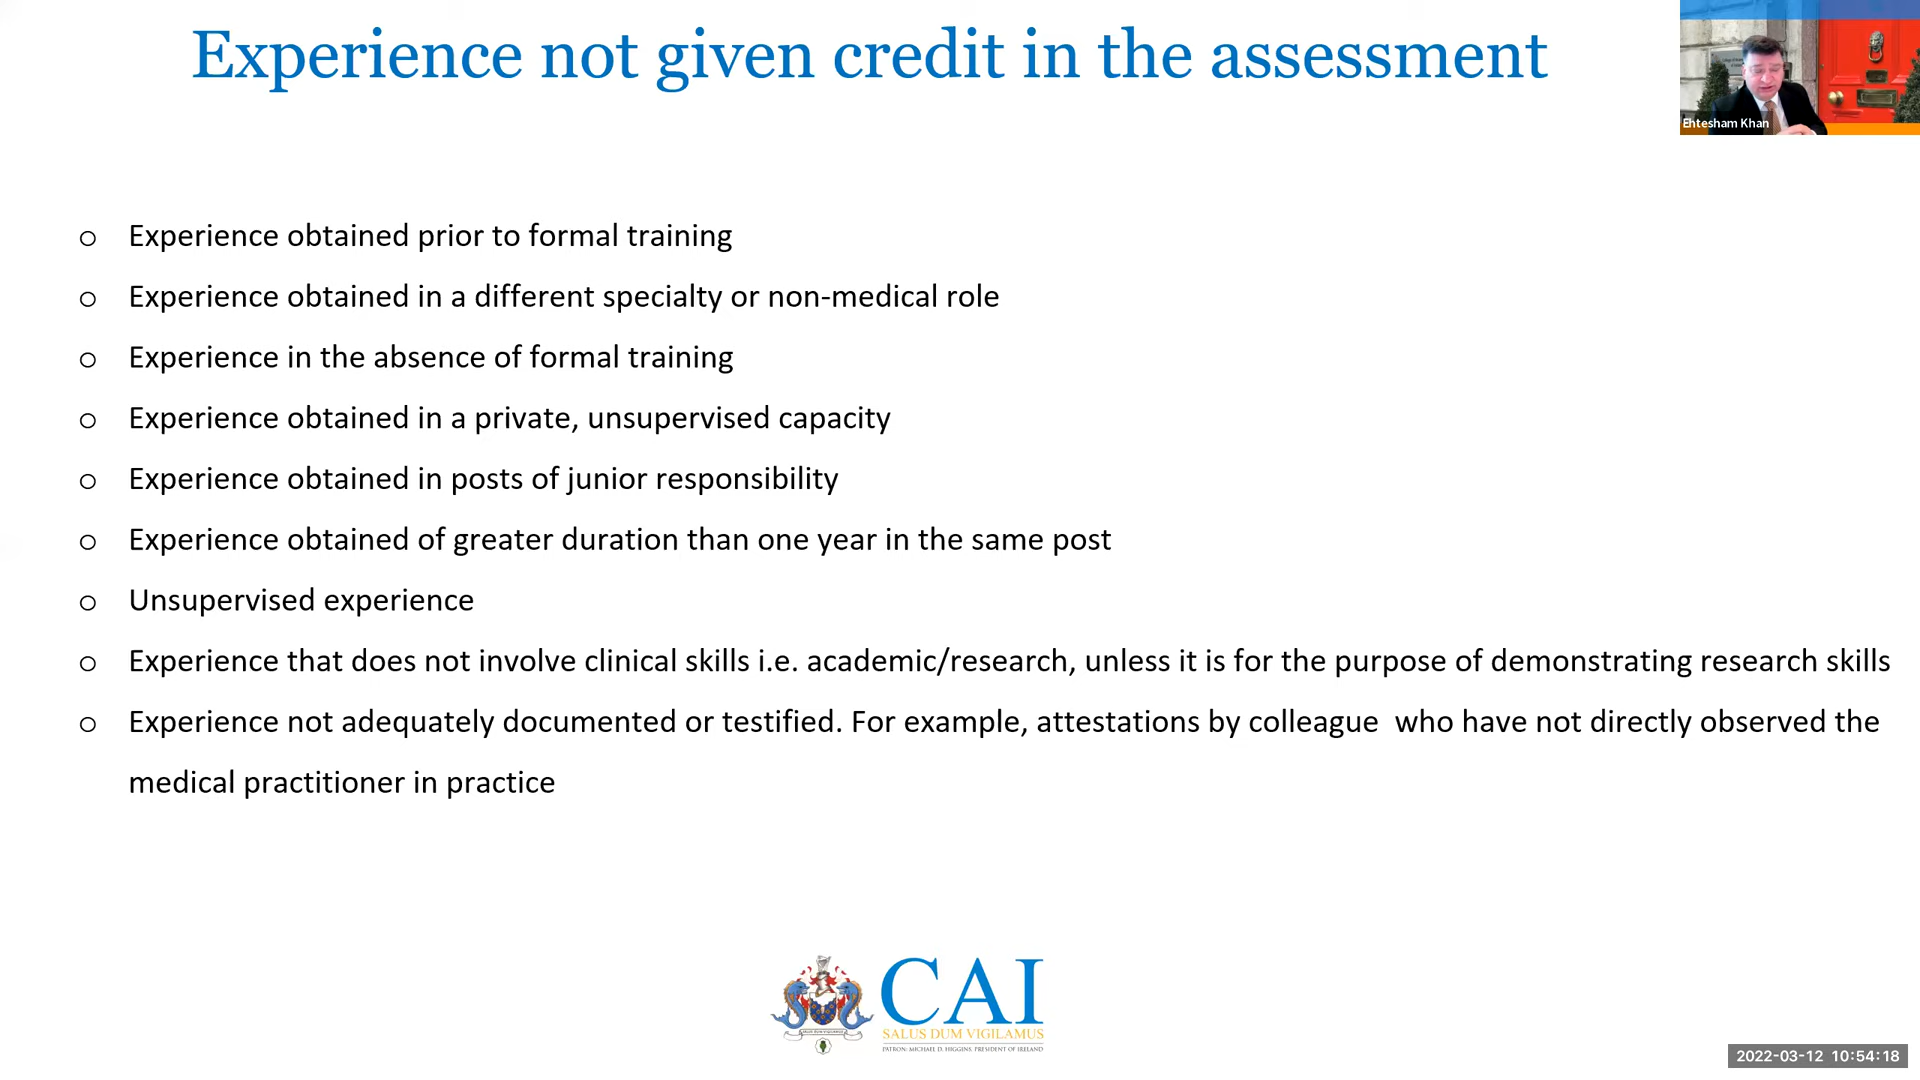 Experience not given credit in the assessment
Ehtesham Khan
o Experience obtained prior to formal training
o Experience obtained in a different specialty or non-medical role
o Experience in the absence of formal training
o Experience obtained in a private, unsupervised capacity
o Experience obtained in posts of junior responsibility
o Experience obtained of greater duration than one year in the same post
o Unsupervised experience
o Experience that does not involve clinical skills i.e. academic/research, unless it is for the purpose of demonstrating research skills
o Experience not adequately documented or testified. For example, attestations by colleague  who have not directly observed the
medical practitioner in practice
CAI
SALUS DUM VIGILAMUS
SALUS DUM VIGILAMUS
PATRON: MICHAEL D. HIGGINS, PRESIDENT OF IRELAND
2022-03-12 10:54:18